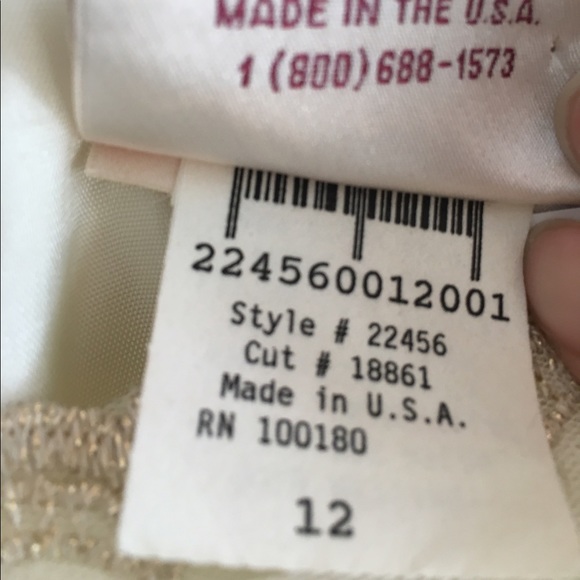 MADE IN THE U.S.A.
1 (800) 688-1573
224560012001
Style # 22456
Cut # 18861
Made in U.S.A.
RN 100180
12